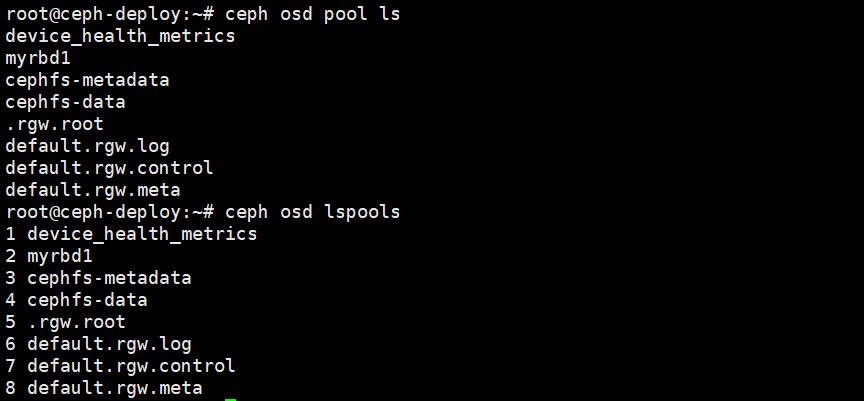 root@ceph-deploy:~# ceph osd pool ls
device_health_metrics
myrbd1
cephfs-metadata
cephfs-data
.rgw.root
default.rgw.log
default.rgw.control
default.rgw.meta
root@ceph-deploy:~# ceph osd lspools
1 device_health_metrics
2 myrbd1
3 cephfs-metadata
4 cephfs-data
5 .rgw.root
6 default.rgw.log
7 default.rgw.control
8 default.rgw.meta